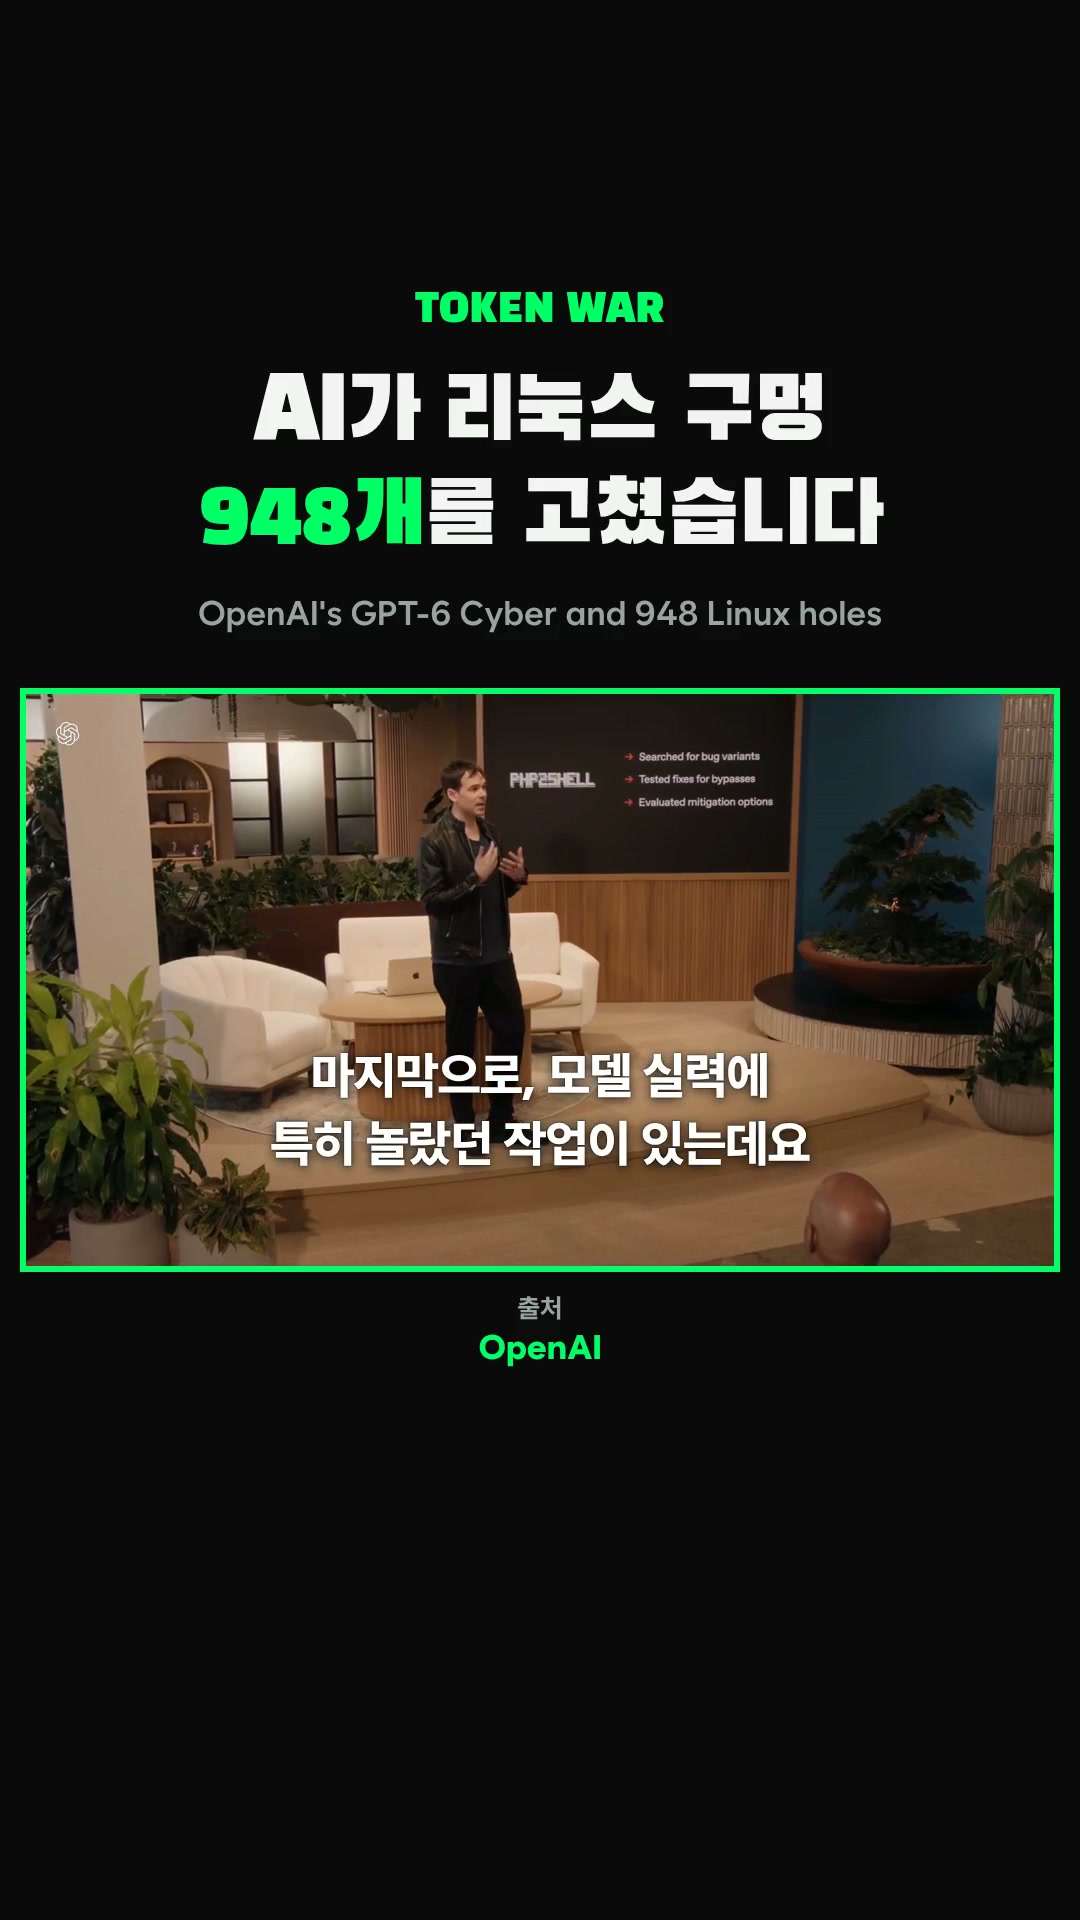 TOKEN WAR
AI가 리눅스 구멍
948개를 고쳤습니다
OpenAI's GPT-6 Cyber and 948 Linux holes
PHP2SHELL
→ Searched for bug variants
→ Tested fixes for bypasses
→ Evaluated mitigation options
마지막으로, 모델 실력에
특히 놀랐던 작업이 있는데요
출처
OpenAI